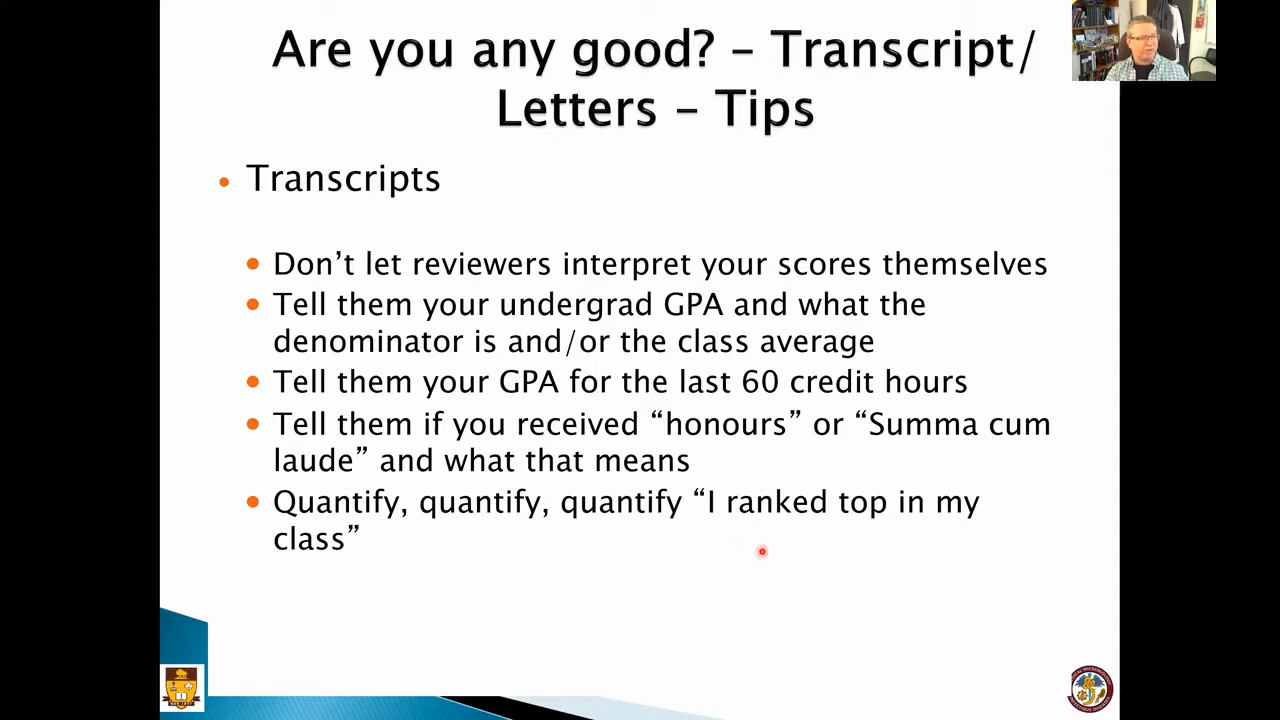 Are you any good? – Transcript/
Letters – Tips
• Transcripts
• Don’t let reviewers interpret your scores themselves
• Tell them your undergrad GPA and what the
denominator is and/or the class average
• Tell them your GPA for the last 60 credit hours
• Tell them if you received “honours” or “Summa cum
laude” and what that means
• Quantify, quantify, quantify “I ranked top in my
class”